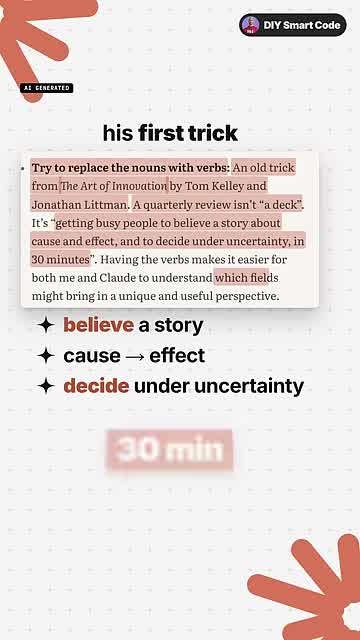 DIY Smart Code
AI GENERATED
his first trick
Try to replace the nouns with verbs: An old trick
from The Art of Innovation by Tom Kelley and
Jonathan Littman. A quarterly review isn't “a deck”.
It's “getting busy people to believe a story about
cause and effect, and to decide under uncertainty, in
30 minutes”. Having the verbs makes it easier for
both me and Claude to understand which fields
might bring in a unique and useful perspective.
✦ believe a story
✦ cause → effect
✦ decide under uncertainty
30 min